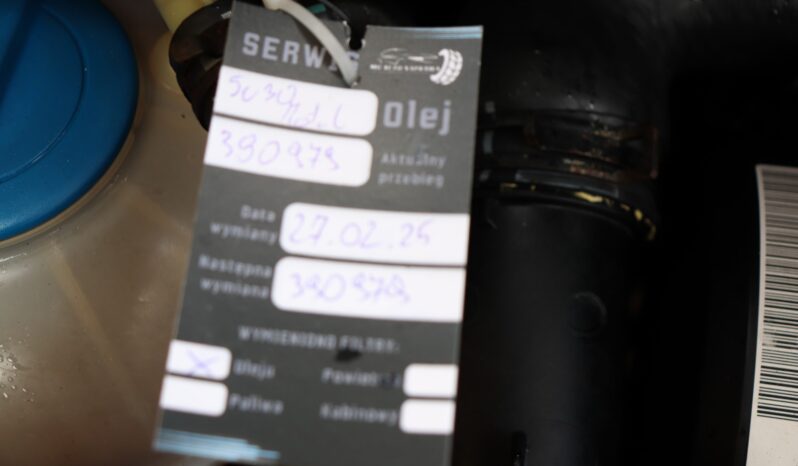 SERWIS
5W30
Olej
390979
Aktualny
przebieg
Data
wymiany
27.02.25
Następna
wymiana
390979
WYMIENIONO FILTRY:
X Oleju
Powietrza
Paliwa
Kabinowy